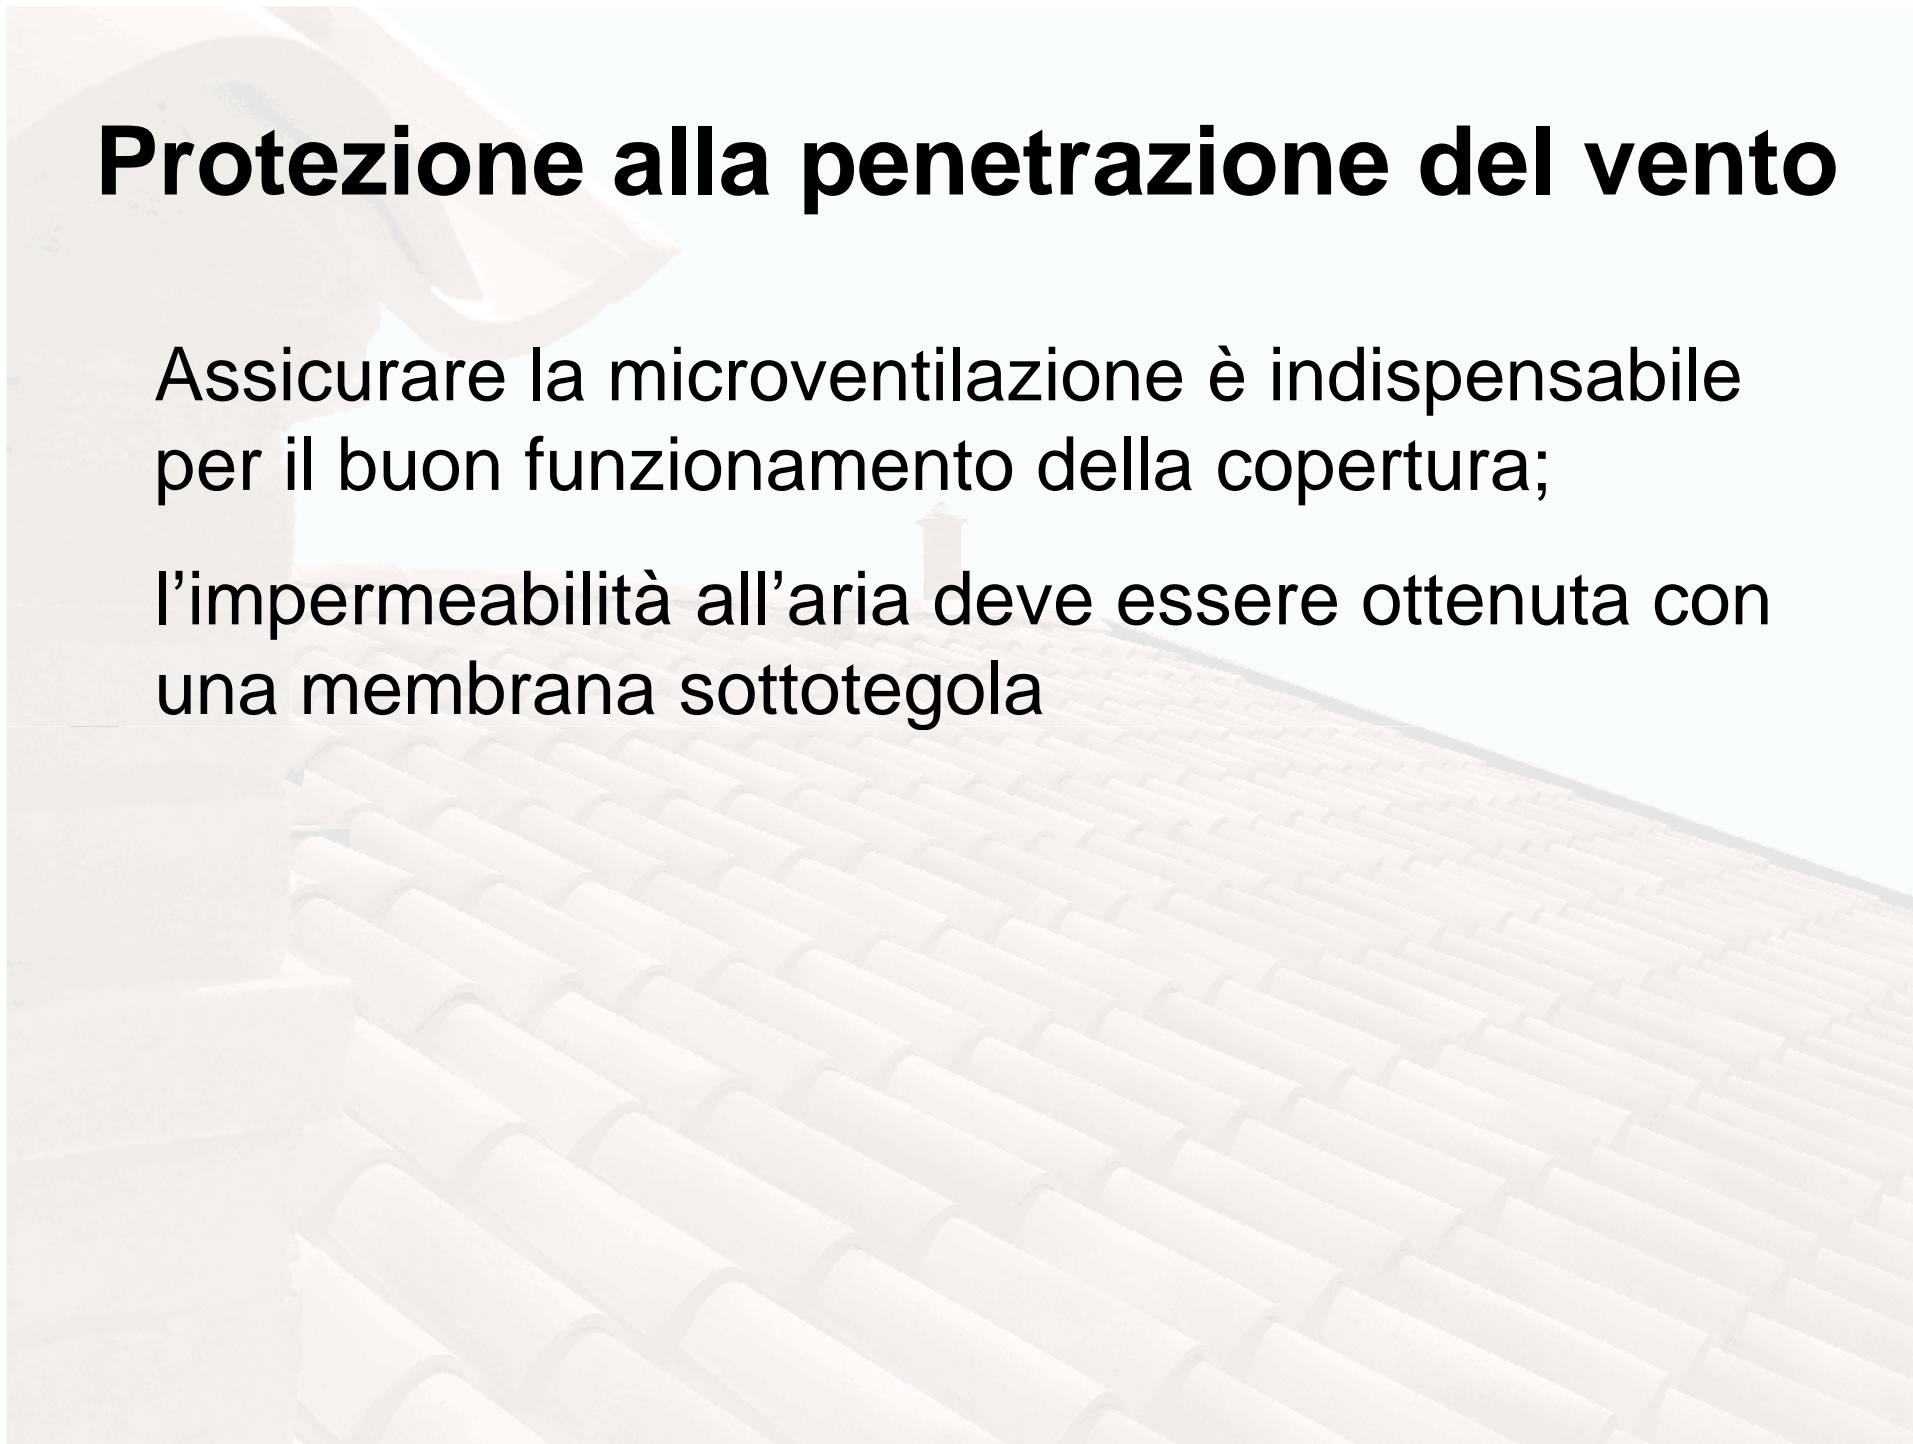 Protezione alla penetrazione del vento
Assicurare la microventilazione è indispensabile
per il buon funzionamento della copertura;
l’impermeabilità all’aria deve essere ottenuta con
una membrana sottotegola